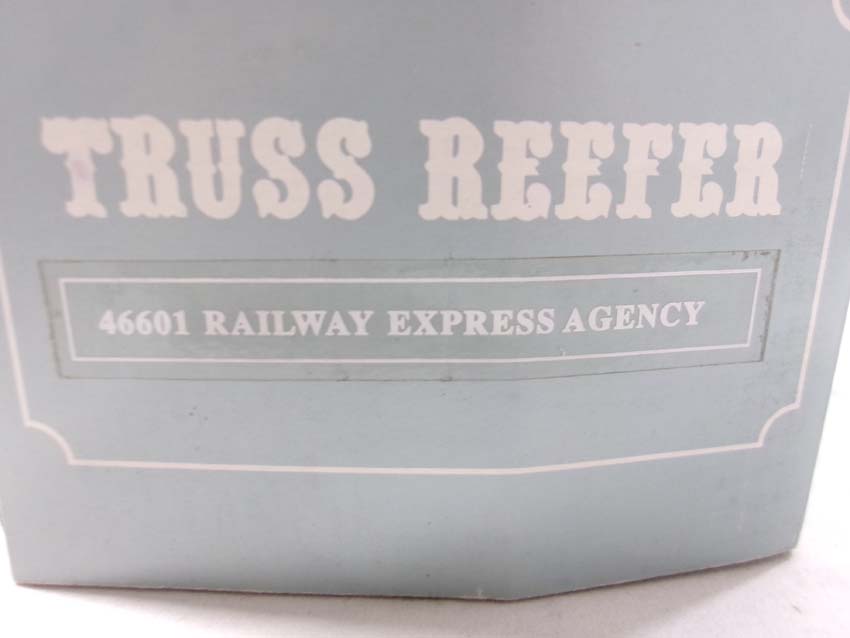 TRUSS REEFER
46601 RAILWAY EXPRESS AGENCY